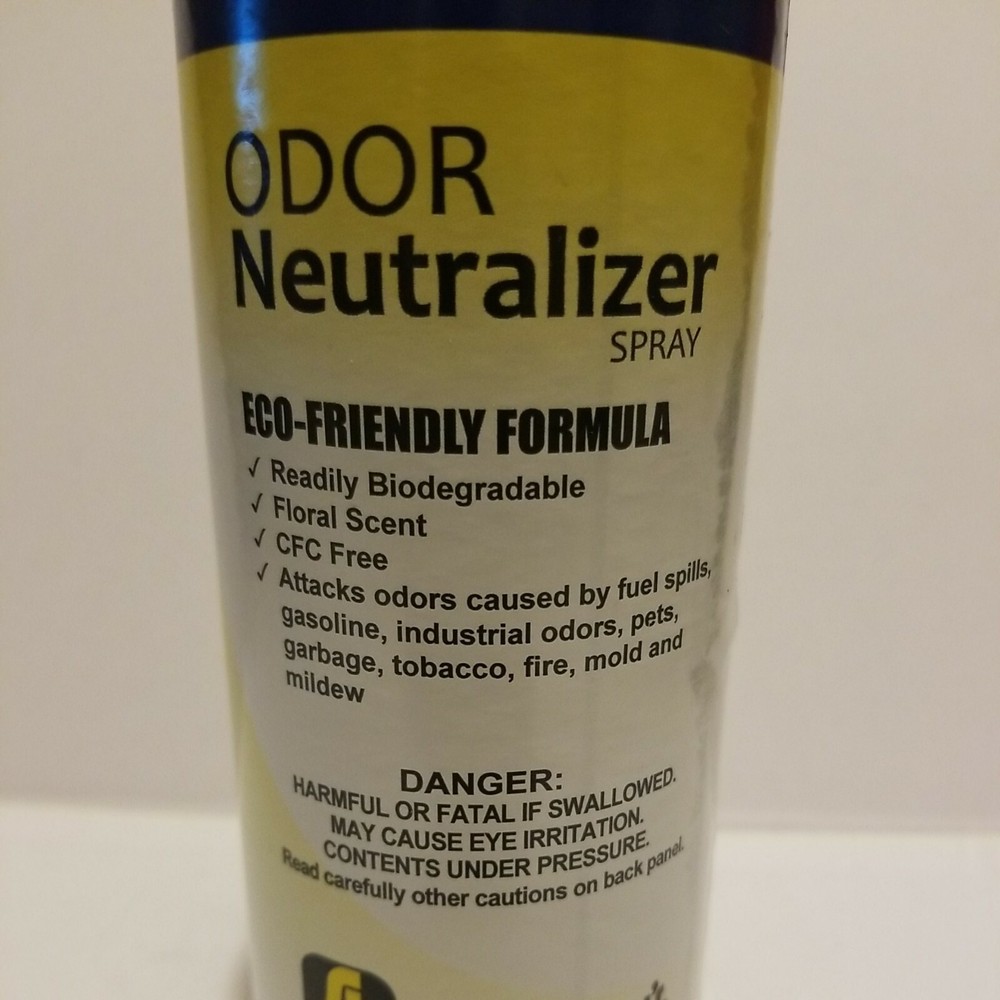 ODOR
Neutralizer
SPRAY
ECO-FRIENDLY FORMULA
✓ Readily Biodegradable
✓ Floral Scent
✓ CFC Free
✓ Attacks odors caused by fuel spills,
gasoline, industrial odors, pets,
garbage, tobacco, fire, mold and
mildew
DANGER:
HARMFUL OR FATAL IF SWALLOWED.
MAY CAUSE EYE IRRITATION.
CONTENTS UNDER PRESSURE.
Read carefully other cautions on back panel.